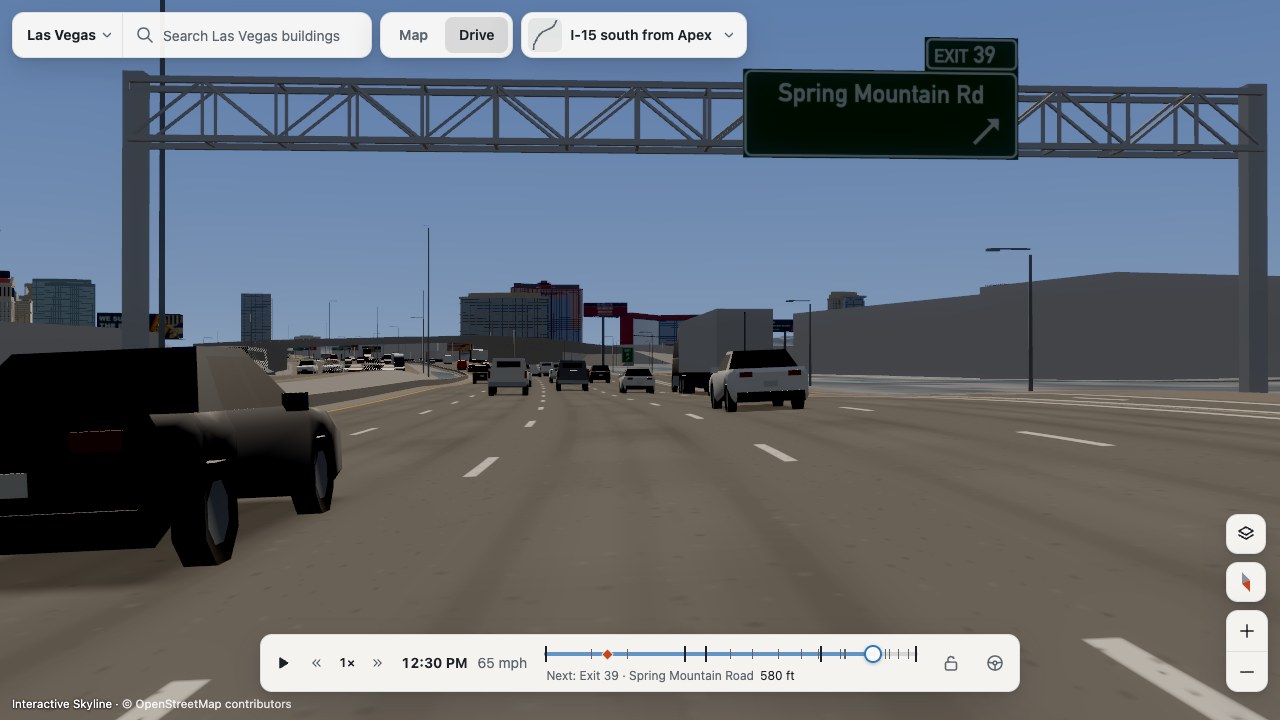 Las Vegas
Search Las Vegas buildings
Map
Drive
I-15 south from Apex
EXIT 39
Spring Mountain Rd
12:30 PM
65 mph
1×
Next: Exit 39 · Spring Mountain Road 580 ft
Interactive Skyline · © OpenStreetMap contributors